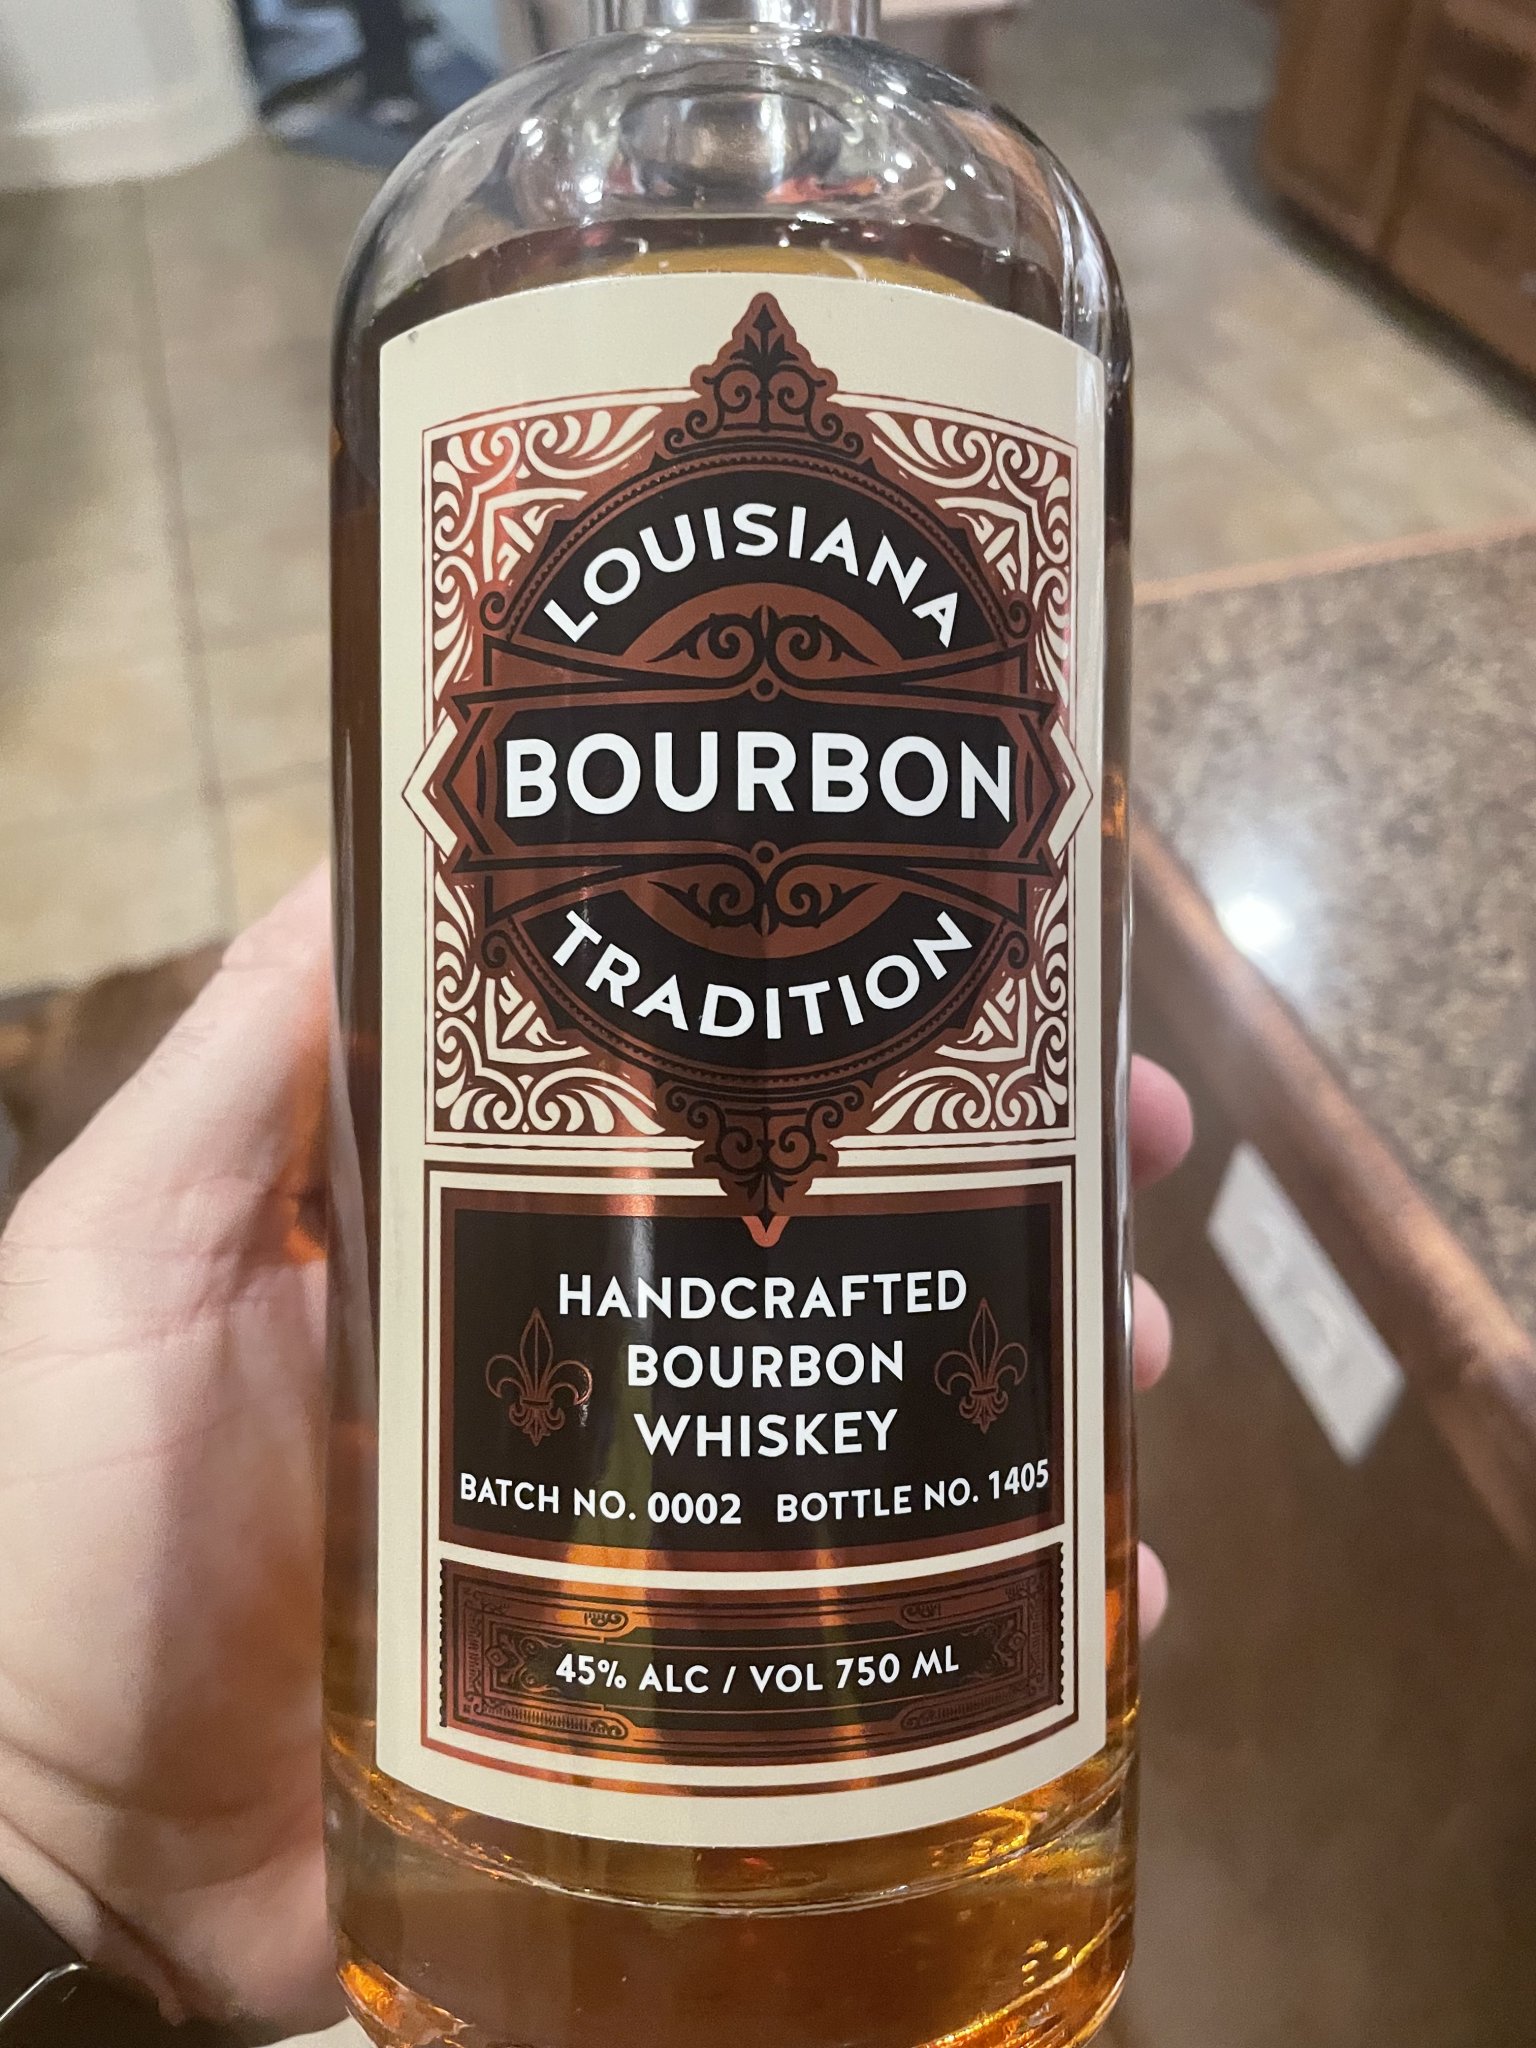 LOUISIANA
BOURBON
TRADITION
HANDCRAFTED
BOURBON
WHISKEY
BATCH NO. 0002 BOTTLE NO. 1405
45% ALC / VOL 750 ML